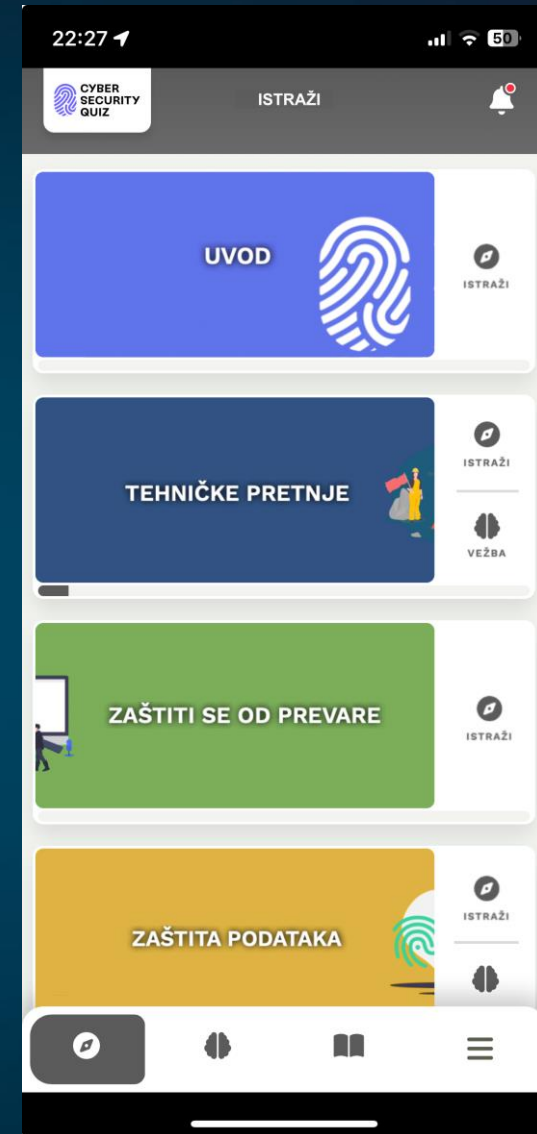 22:27
50
CYBER
SECURITY
QUIZ
ISTRAŽI
UVOD
ISTRAŽI
TEHNIČKE PRETNJE
ISTRAŽI
VEŽBA
ZAŠTITI SE OD PREVARE
ISTRAŽI
ZAŠTITA PODATAKA
ISTRAŽI